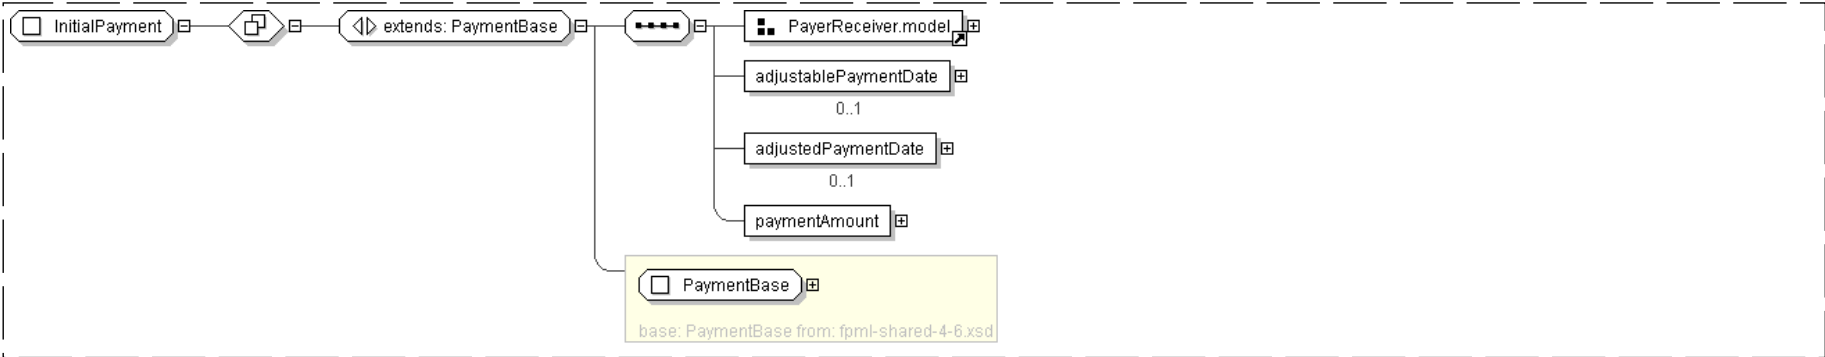 InitialPayment
extends: PaymentBase
PayerReceiver.model
adjustablePaymentDate
0..1
adjustedPaymentDate
0..1
paymentAmount
PaymentBase
base: PaymentBase from: fpml-shared-4-6.xsd